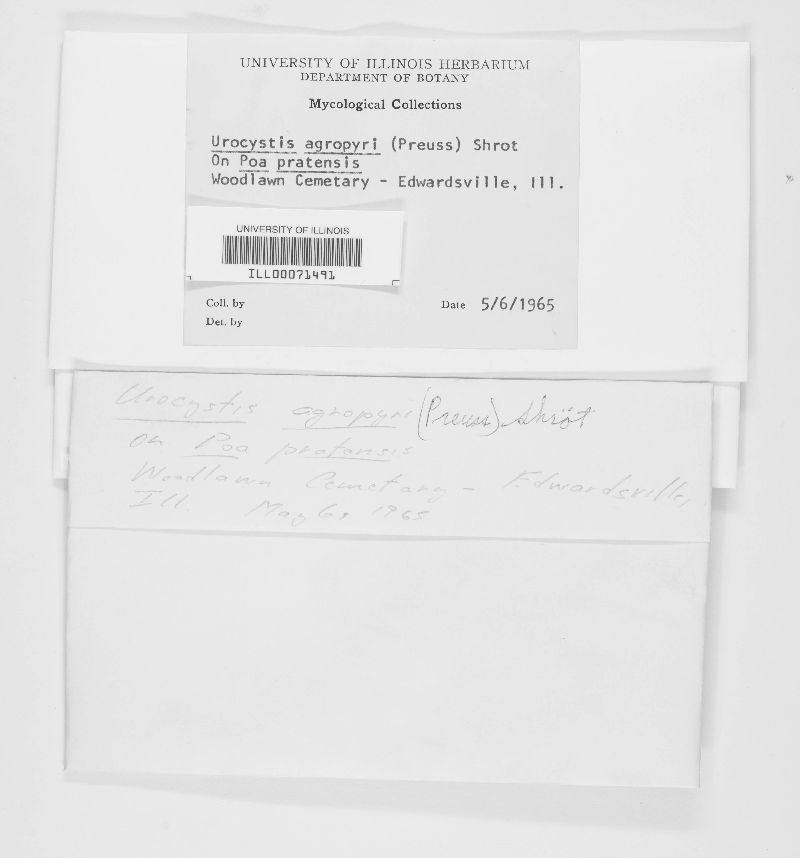 UNIVERSITY OF ILLINOIS HERBARIUM
DEPARTMENT OF BOTANY
Mycological Collections
Urocystis agropyri (Preuss) Shrot
On Poa pratensis
Woodlawn Cemetary - Edwardsville, Ill.
UNIVERSITY OF ILLINOIS
ILL00071491
Coll. by
Date 5/6/1965
Det. by
Urocystis agropyri (Preuss) Shröt
on Poa pratensis
Woodlawn Cemetary - Edwardsville,
Ill. May 6, 1965